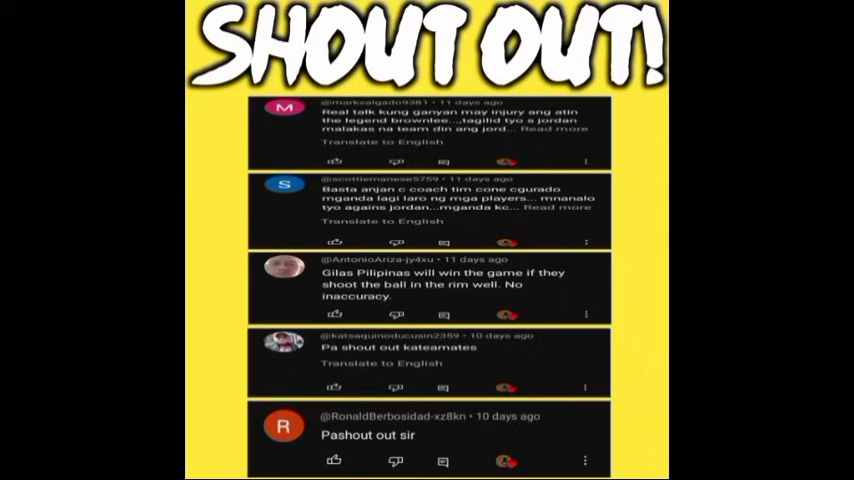 SHOUT OUT!
M
@marksalgado9381 • 11 days ago
Real talk kung ganyan may injury ang atin
the legend brownlee...,tagilid tyo s jordan
malakas na team din ang jord... Read more
Translate to English
S
@scottiemanese5759 • 11 days ago
Basta anjan c coach tim cone cgurado
mganda lagi laro ng mga players... mnanalo
tyo agains jordan...mganda kc... Read more
Translate to English
@AntonioAriza-jy4xu • 11 days ago
Gilas Pilipinas will win the game if they
shoot the ball in the rim well. No
inaccuracy.
@katsaquinoducusin2359 • 10 days ago
Pa shout out kateamates
Translate to English
R
@RonaldBerbosidad-xz8kn • 10 days ago
Pashout out sir